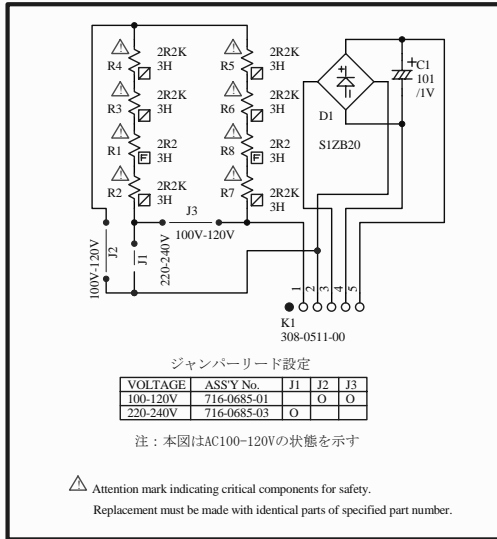 R4 2R2K 3H
R5 2R2K 3H
R3 2R2K 3H
R6 2R2K 3H
R1 2R2 3H
F
R8 2R2 3H
F
R2 2R2K 3H
R7 2R2K 3H
+
D1
S1ZB20
+
C1
101
/1V
J3
100V-120V
J2
100V-120V
J1
220-240V
1 2 3 4 5
K1
308-0511-00
ジャンパーリード設定
VOLTAGE ASS'Y No. J1 J2 J3
100-120V 716-0685-01 O O
220-240V 716-0685-03 O
注：本図はAC100-120Vの状態を示す
! Attention mark indicating critical components for safety.
Replacement must be made with identical parts of specified part number.